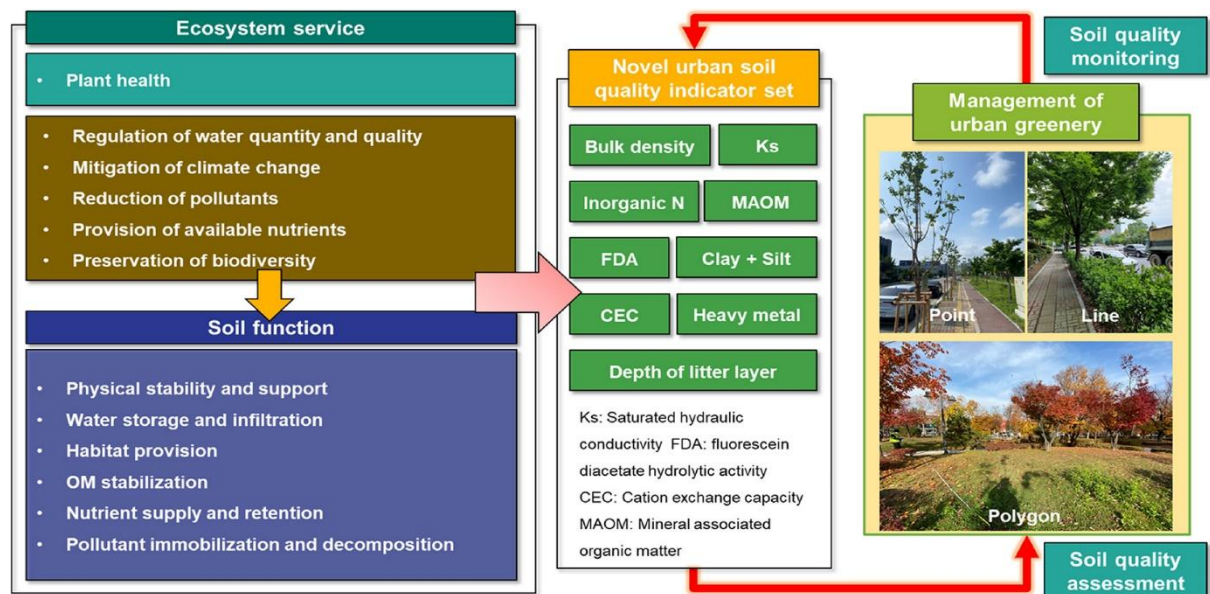 Ecosystem service
• Plant health
• Regulation of water quantity and quality
• Mitigation of climate change
• Reduction of pollutants
• Provision of available nutrients
• Preservation of biodiversity
Soil function
• Physical stability and support
• Water storage and infiltration
• Habitat provision
• OM stabilization
• Nutrient supply and retention
• Pollutant immobilization and decomposition
Novel urban soil
quality indicator set
Bulk density
Ks
Inorganic N
MAOM
FDA
Clay + Silt
CEC
Heavy metal
Depth of litter layer
Ks: Saturated hydraulic
conductivity FDA: fluorescein
diacetate hydrolytic activity
CEC: Cation exchange capacity
MAOM: Mineral associated
organic matter
Soil quality
monitoring
Management of
urban greenery
Point
Line
Polygon
Soil quality
assessment